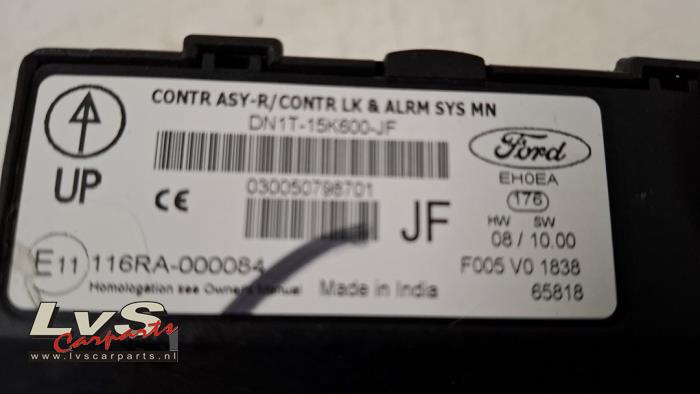 CONTR ASY-R/CONTR LK & ALRM SYS MN
DN1T-15K600-JF
Ford
UP
CE
030050798701
JF
EH0EA
176
HW SW
08 / 10.00
E11 116RA-000084
F005 V0 1838
Homologation see Owners Manual
Made in India
65818
LvS
Carparts
www.lvscarparts.nl